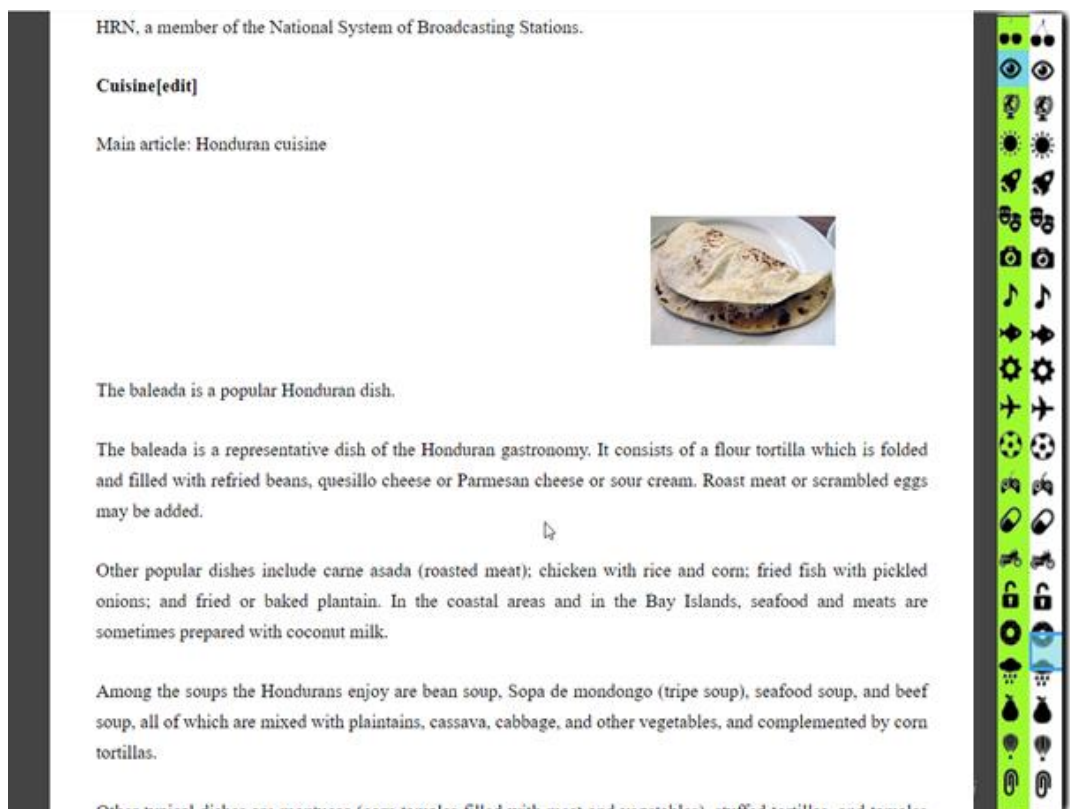 HRN, a member of the National System of Broadcasting Stations.
Cuisine[edit]
Main article: Honduran cuisine
The baleada is a popular Honduran dish.
The baleada is a representative dish of the Honduran gastronomy. It consists of a flour tortilla which is folded
and filled with refried beans, quesillo cheese or Parmesan cheese or sour cream. Roast meat or scrambled eggs
may be added.
Other popular dishes include carne asada (roasted meat); chicken with rice and corn; fried fish with pickled
onions; and fried or baked plantain. In the coastal areas and in the Bay Islands, seafood and meats are
sometimes prepared with coconut milk.
Among the soups the Hondurans enjoy are bean soup, Sopa de mondongo (tripe soup), seafood soup, and beef
soup, all of which are mixed with plaintains, cassava, cabbage, and other vegetables, and complemented by corn
tortillas.